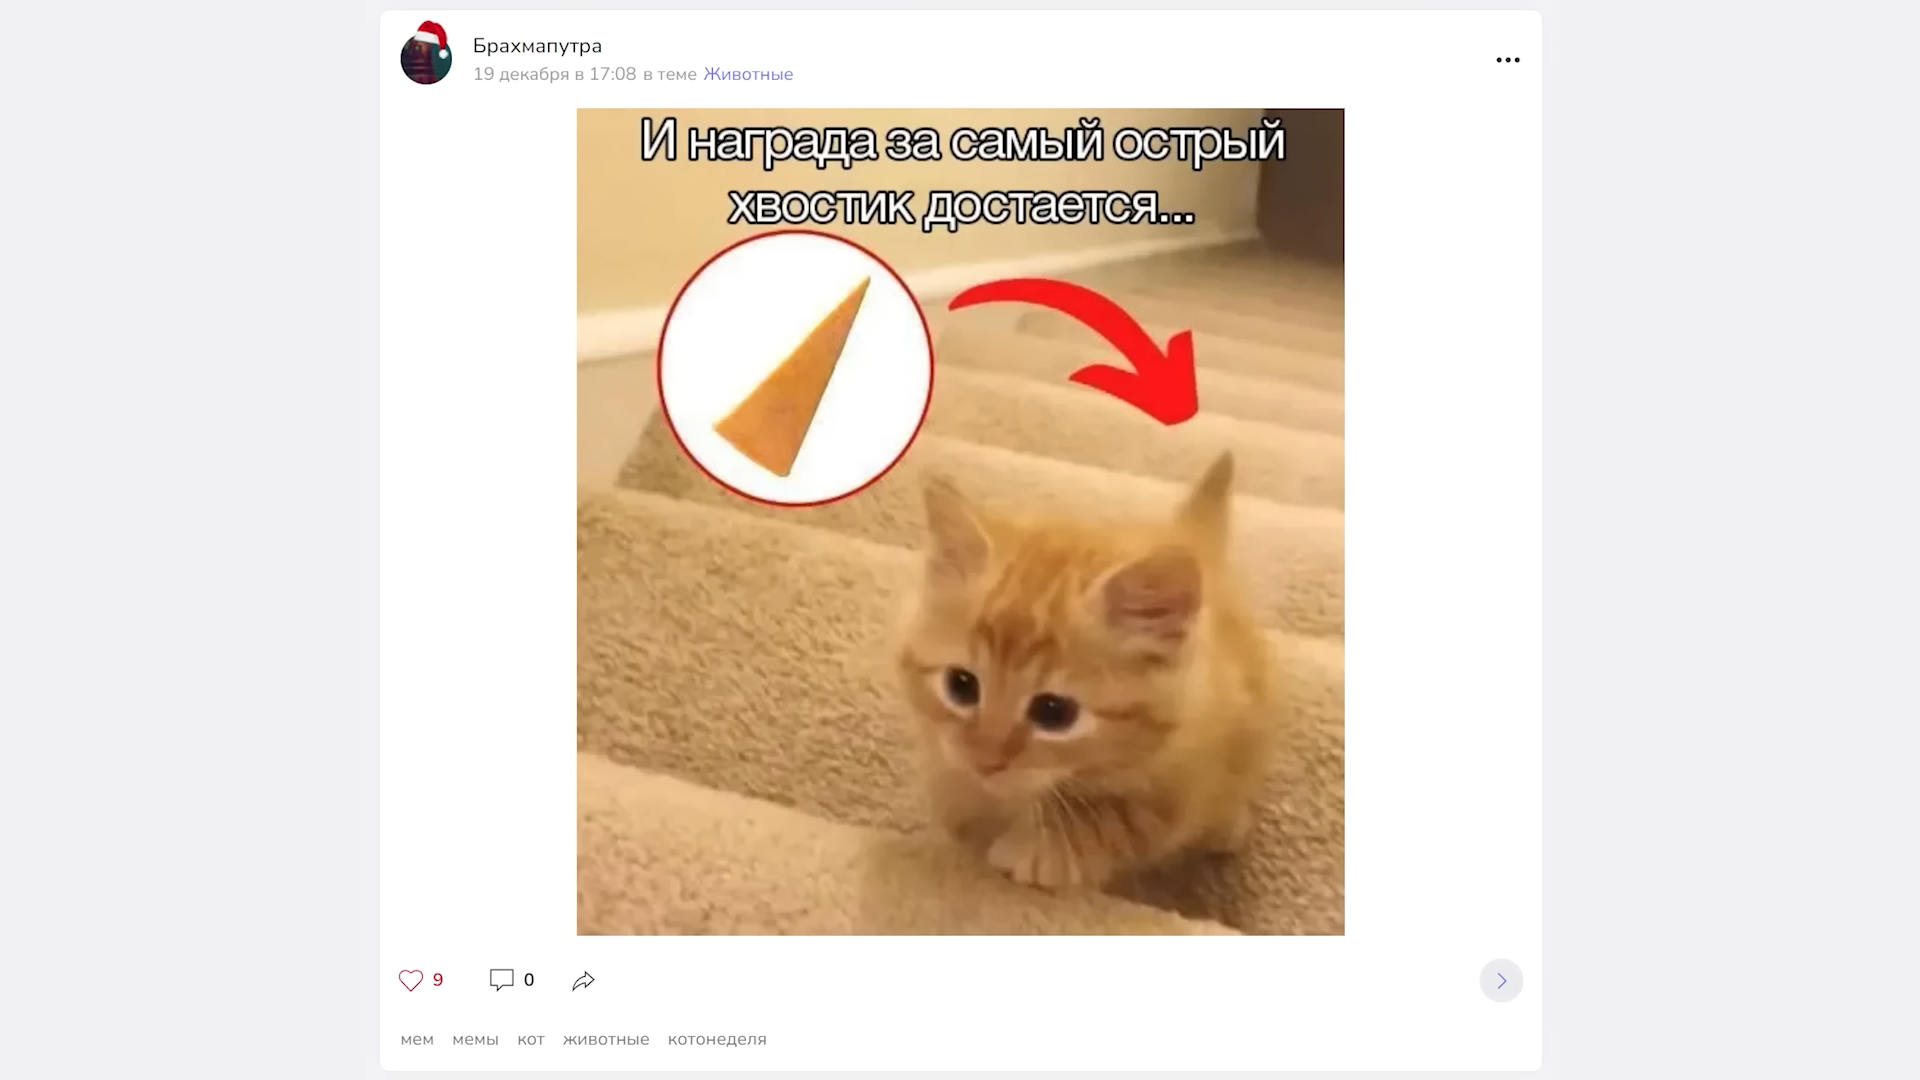 Брахмапутра
19 декабря в 17:08 в теме Животные
И награда за самый острый
хвостик достается...
9 0
мем мемы кот животные котонеделя